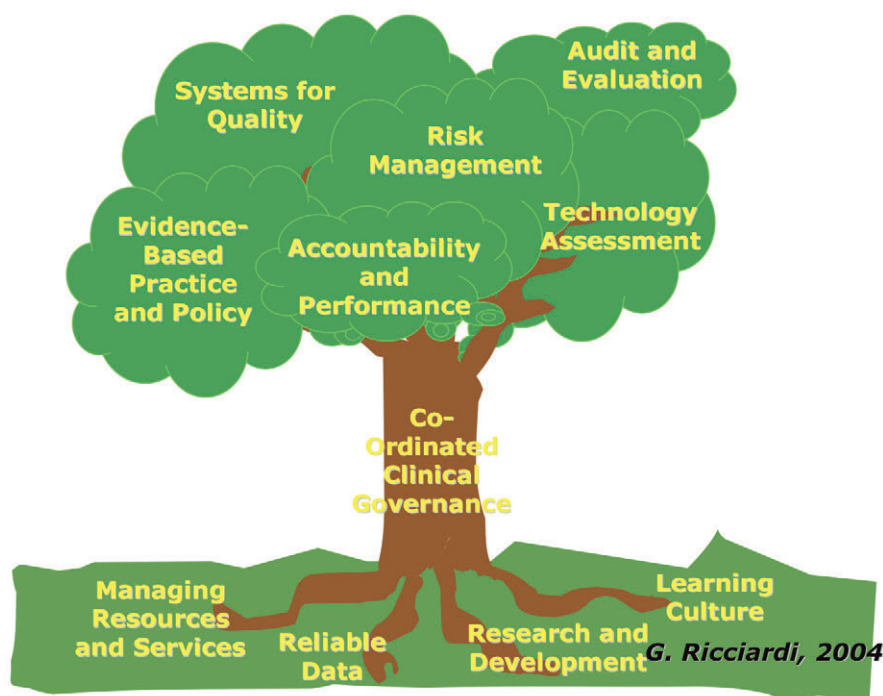 Systems for
Quality
Audit and
Evaluation
Risk
Management
Evidence-
Based
Practice
and Policy
Accountability
and
Performance
Technology
Assessment
Co-
Ordinated
Clinical
Governance
Managing
Resources
and Services
Reliable
Data
Research and
Development
Learning
Culture
G. Ricciardi, 2004